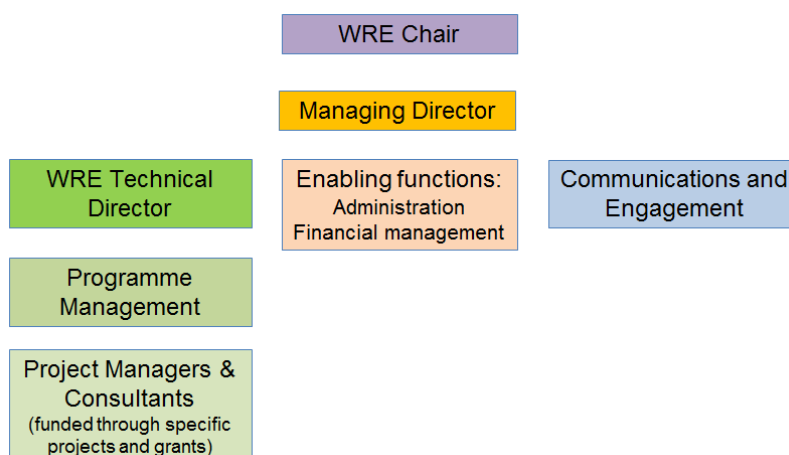 WRE Chair
Managing Director
WRE Technical
Director
Enabling functions:
Administration
Financial management
Communications and
Engagement
Programme
Management
Project Managers &
Consultants
(funded through specific
projects and grants)